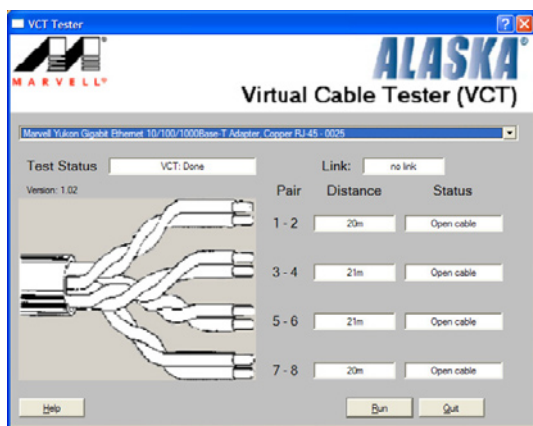 VCT Tester
MARVELL®
ALASKA®
Virtual Cable Tester (VCT)
Marvell Yukon Gigabit Ethernet 10/100/1000Base-T Adapter, Copper RJ-45 - 0025
Test Status VCT: Done Link: no link
Version: 1.02 Pair Distance Status
1 - 2 20m Open cable
3 - 4 21m Open cable
5 - 6 21m Open cable
7 - 8 20m Open cable
Help Run Quit